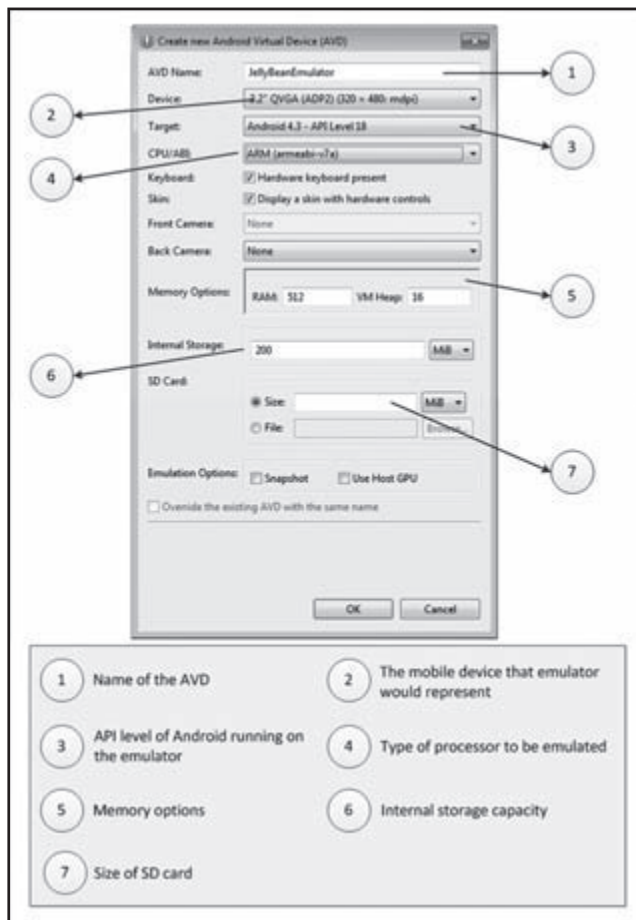 Create new Android Virtual Device (AVD)
AVD Name: JellyBeanEmulator
1
2
Device: 3.2" QVGA (ADP2) (320 × 480: mdpi)
Target: Android 4.3 - API Level 18
3
4
CPU/ABI: ARM (armeabi-v7a)
Keyboard: Hardware keyboard present
Skin: Display a skin with hardware controls
Front Camera: None
Back Camera: None
Memory Options: RAM: 512 VM Heap: 16
5
Internal Storage: 200 MiB
6
SD Card:
Size: MiB
File: Browse...
7
Emulation Options: Snapshot Use Host GPU
Override the existing AVD with the same name
OK Cancel
1 Name of the AVD
2 The mobile device that emulator
would represent
3 API level of Android running on
the emulator
4 Type of processor to be emulated
5 Memory options
6 Internal storage capacity
7 Size of SD card